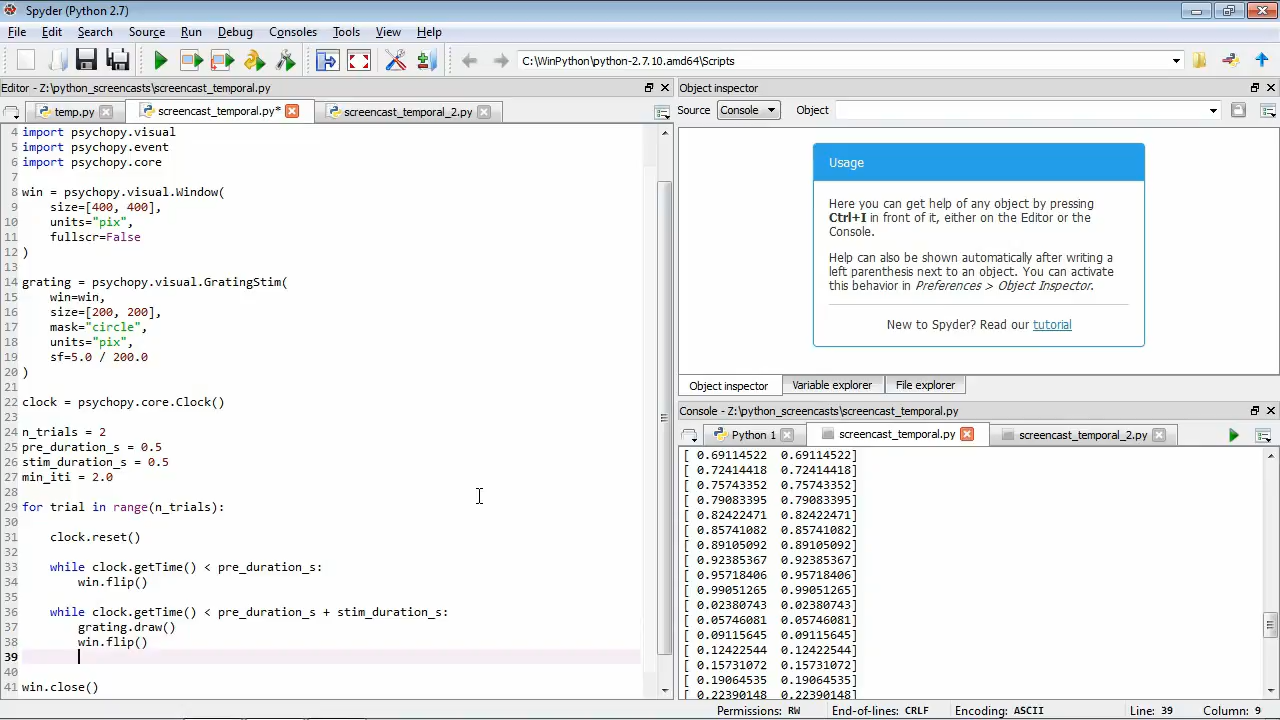 Spyder (Python 2.7)
File Edit Search Source Run Debug Consoles Tools View Help
C:\WinPython\python-2.7.10.amd64\Scripts
Editor - Z:\python_screencasts\screencast_temporal.py
temp.py screencast_temporal.py* screencast_temporal_2.py
4 import psychopy.visual
5 import psychopy.event
6 import psychopy.core
7
8 win = psychopy.visual.Window(
9     size=[400, 400],
10     units="pix",
11     fullscr=False
12 )
13
14 grating = psychopy.visual.GratingStim(
15     win=win,
16     size=[200, 200],
17     mask="circle",
18     units="pix",
19     sf=5.0 / 200.0
20 )
21
22 clock = psychopy.core.Clock()
23
24 n_trials = 2
25 pre_duration_s = 0.5
26 stim_duration_s = 0.5
27 min_iti = 2.0
28
29 for trial in range(n_trials):
30
31     clock.reset()
32
33     while clock.getTime() < pre_duration_s:
34         win.flip()
35
36     while clock.getTime() < pre_duration_s + stim_duration_s:
37         grating.draw()
38         win.flip()
39
40
41 win.close()
Object inspector
Source Console Object
Usage
Here you can get help of any object by pressing
Ctrl+I in front of it, either on the Editor or the
Console.
Help can also be shown automatically after writing a
left parenthesis next to an object. You can activate
this behavior in Preferences > Object Inspector.
New to Spyder? Read our tutorial
Object inspector Variable explorer File explorer
Console - Z:\python_screencasts\screencast_temporal.py
Python 1 screencast_temporal.py screencast_temporal_2.py
[ 0.69114522  0.69114522]
[ 0.72414418  0.72414418]
[ 0.75743352  0.75743352]
[ 0.79083395  0.79083395]
[ 0.82422471  0.82422471]
[ 0.85741082  0.85741082]
[ 0.89105092  0.89105092]
[ 0.92385367  0.92385367]
[ 0.95718406  0.95718406]
[ 0.99051265  0.99051265]
[ 0.02380743  0.02380743]
[ 0.05746081  0.05746081]
[ 0.09115645  0.09115645]
[ 0.12422544  0.12422544]
[ 0.15731072  0.15731072]
[ 0.19064535  0.19064535]
[ 0.22390148  0.22390148]
Permissions: RW End-of-lines: CRLF Encoding: ASCII Line: 39 Column: 9